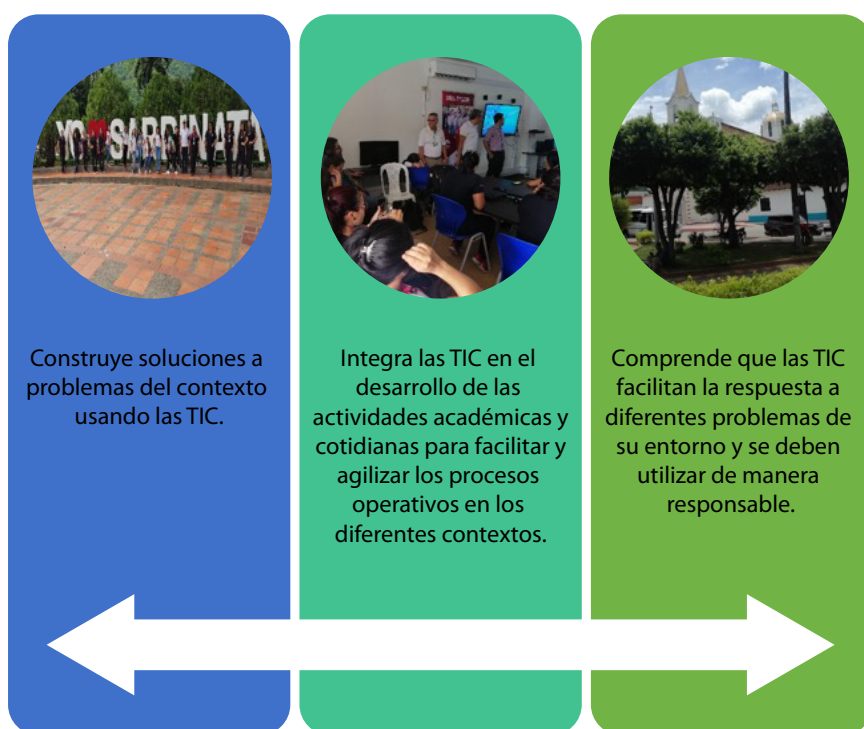 YO SARDINATA
Construye soluciones a
problemas del contexto
usando las TIC.
Integra las TIC en el
desarrollo de las
actividades académicas y
cotidianas para facilitar y
agilizar los procesos
operativos en los
diferentes contextos.
Comprende que las TIC
facilitan la respuesta a
diferentes problemas de
su entorno y se deben
utilizar de manera
responsable.